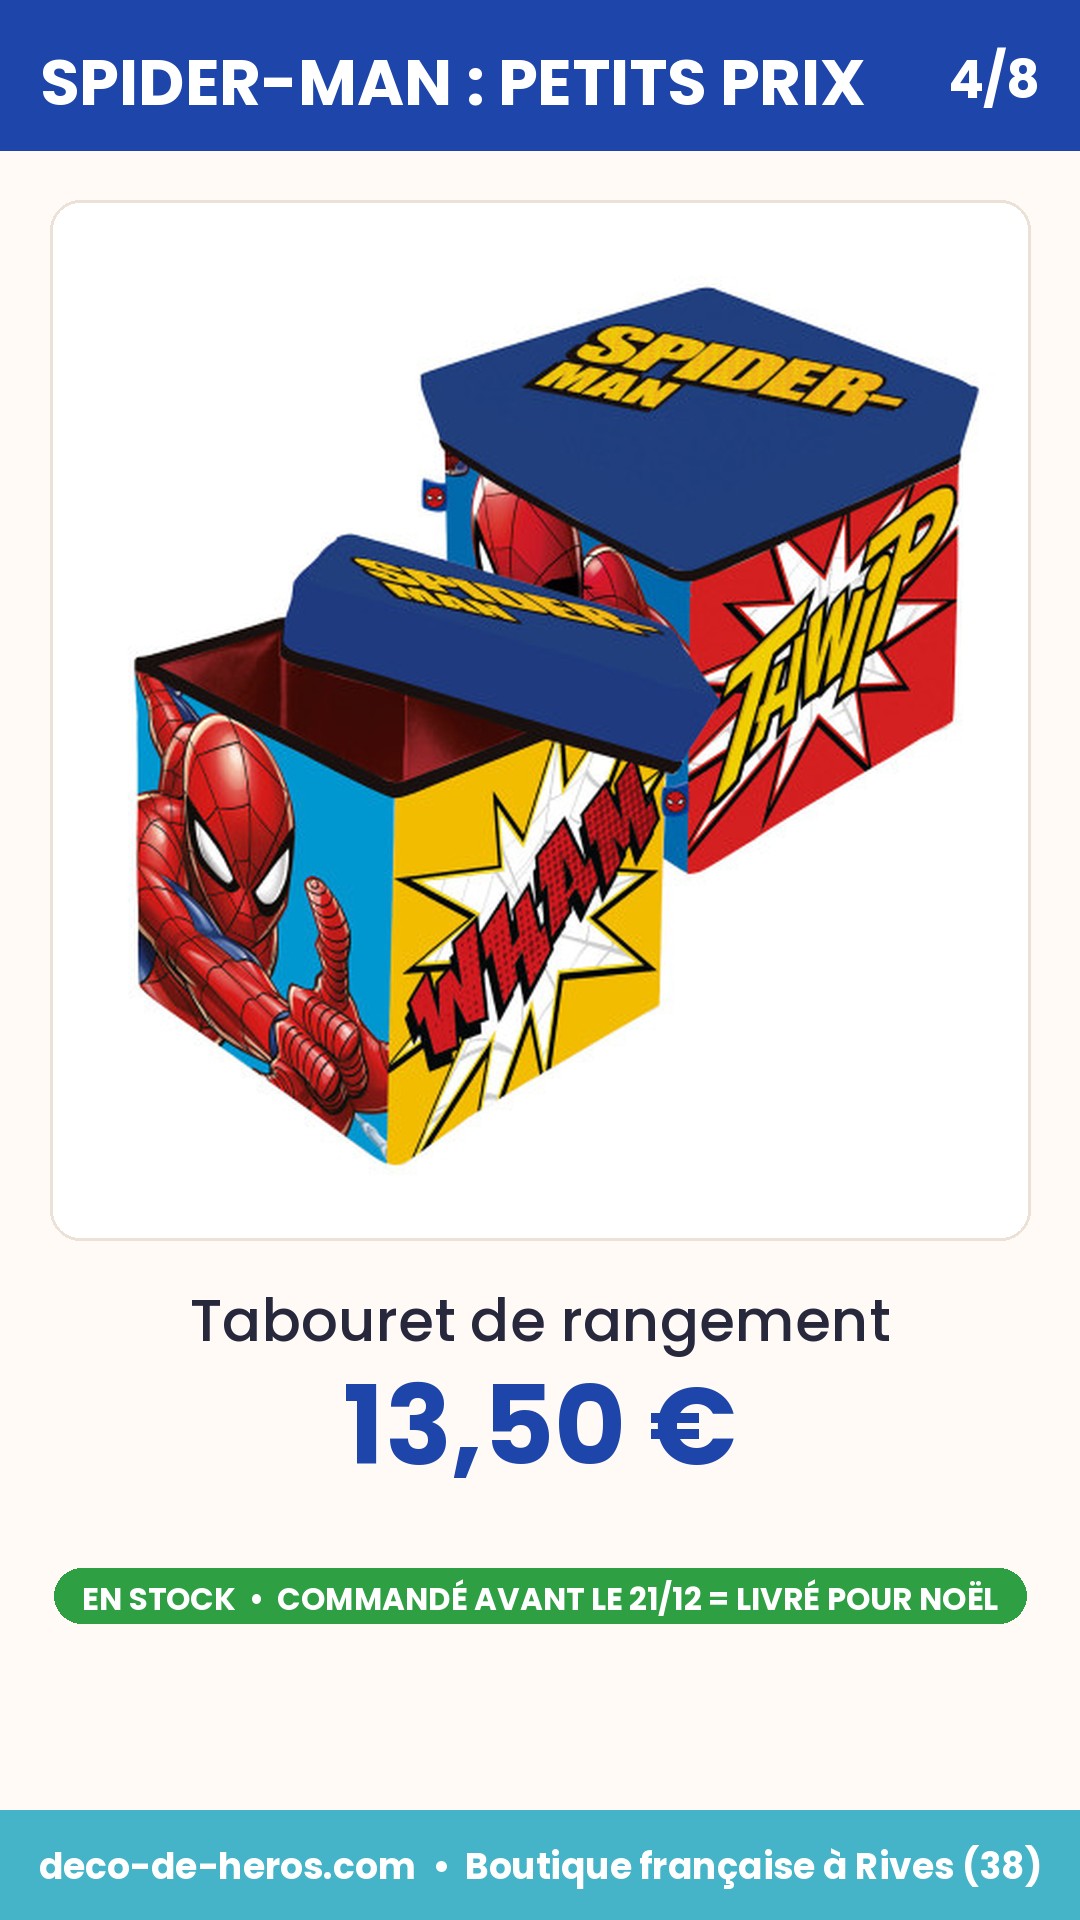 SPIDER-MAN : PETITS PRIX 4/8
SPIDER-
MAN
THWIP
SPIDER-
MAN
WHAM
Tabouret de rangement
13,50 €
EN STOCK • COMMANDÉ AVANT LE 21/12 = LIVRÉ POUR NOËL
deco-de-heros.com • Boutique française à Rives (38)